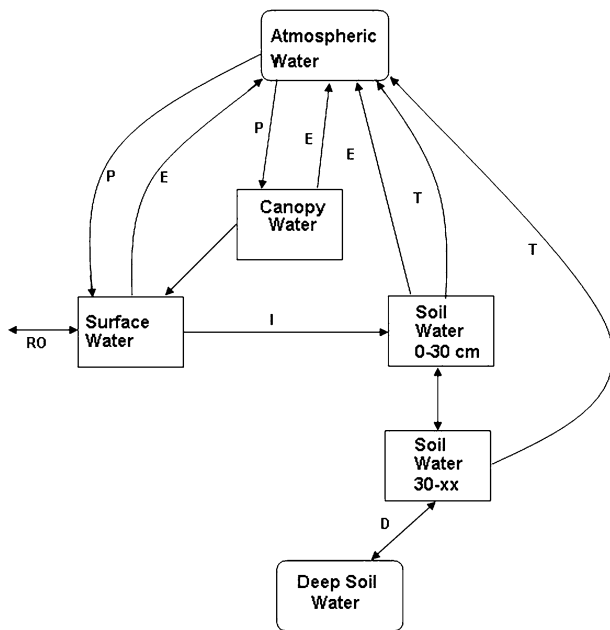 Atmospheric
Water
P
E
P
E
E
T
T
Canopy
Water
Surface
Water
RO
I
Soil
Water
0-30 cm
Soil
Water
30-xx
D
Deep Soil
Water